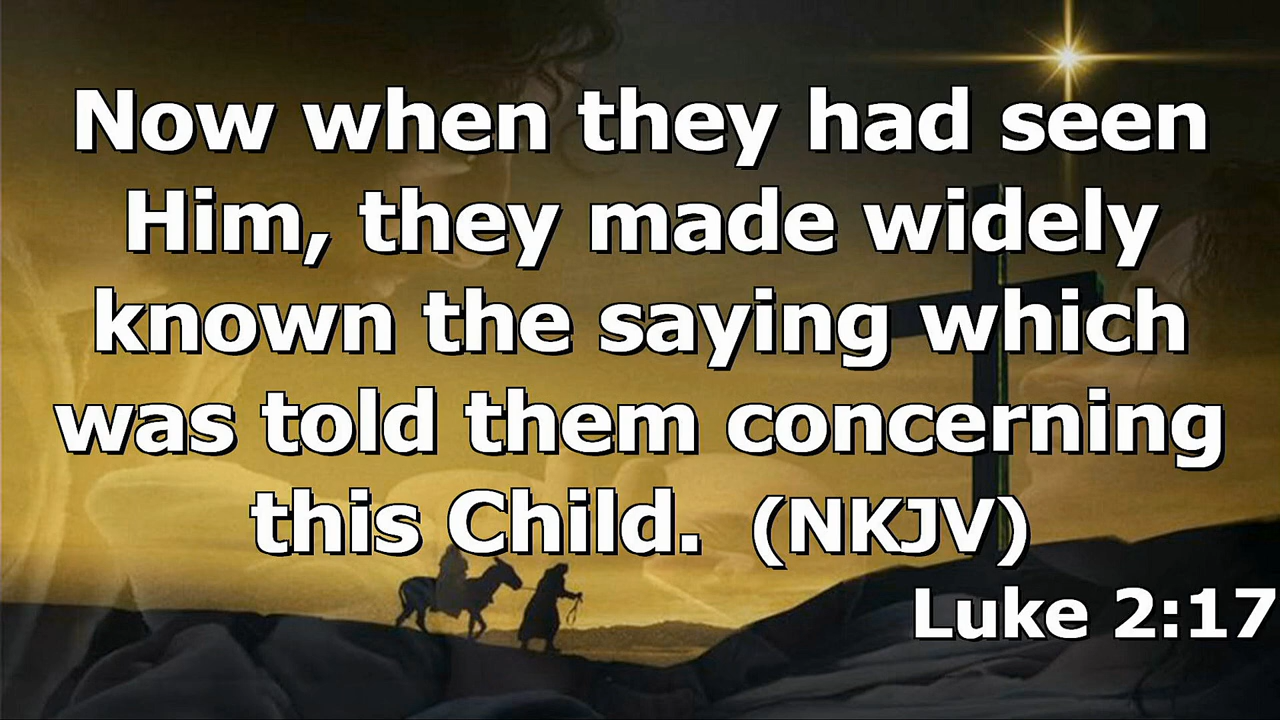 Now when they had seen
Him, they made widely
known the saying which
was told them concerning
this Child. (NKJV)
Luke 2:17